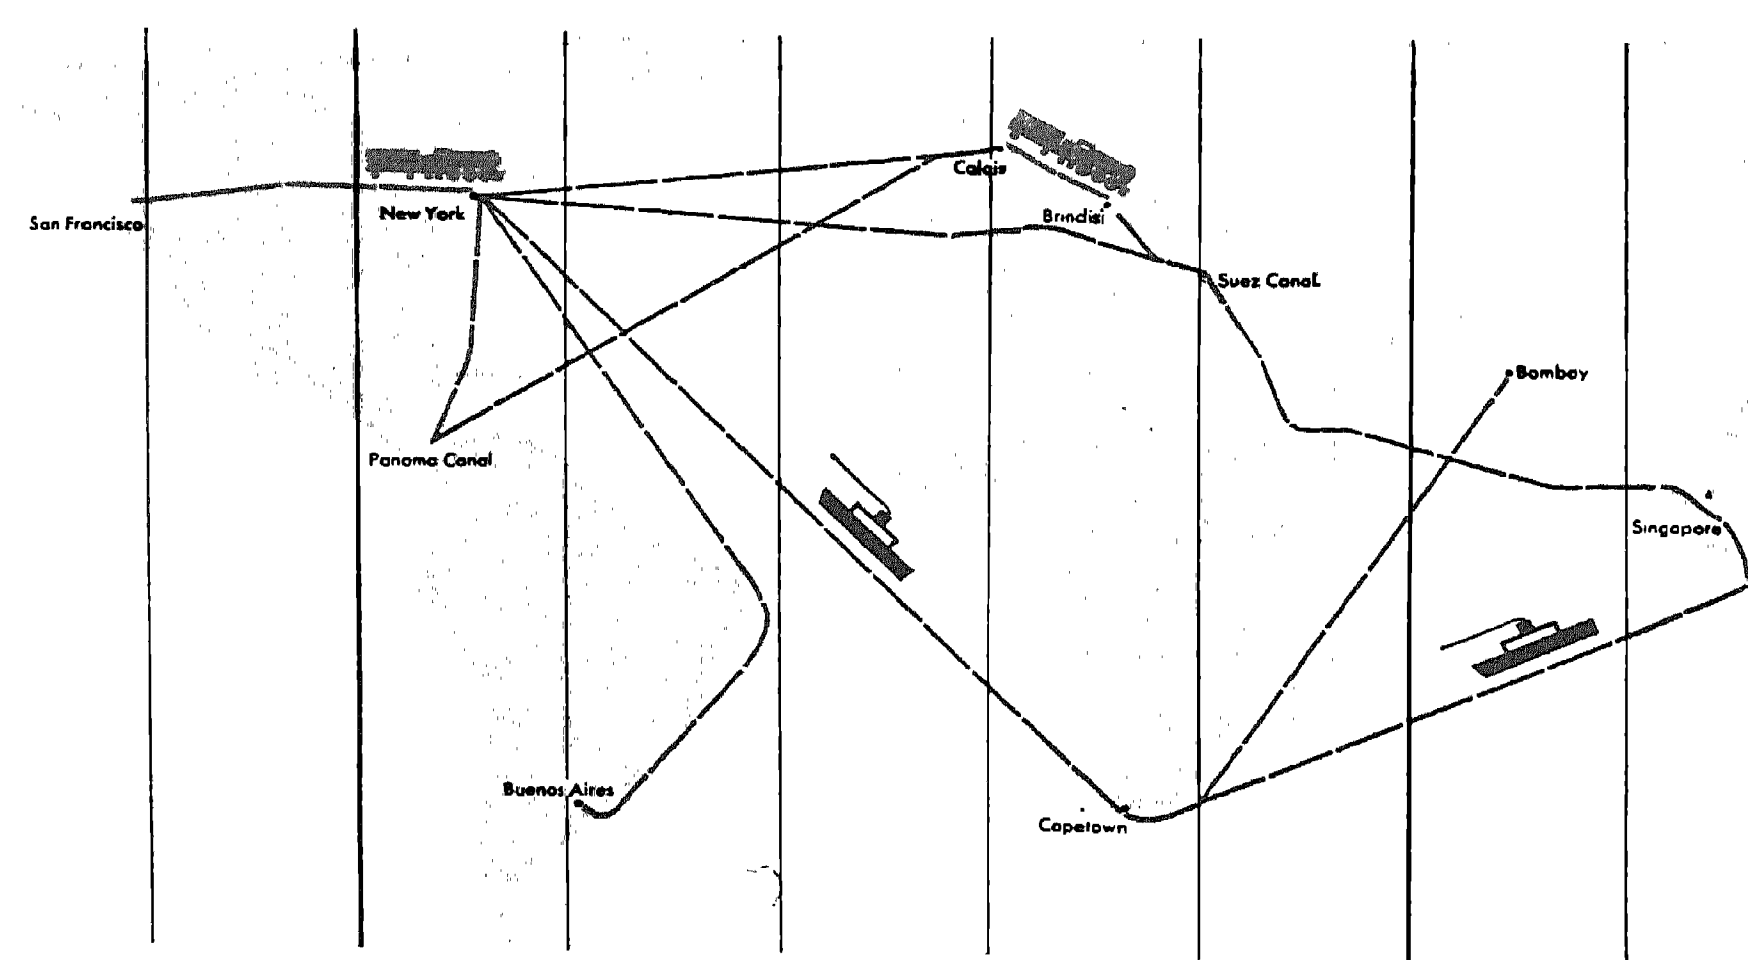 Calais
New York
Brindisi
San Francisco
Suez Canal
Bombay
Panama Canal
Singapore
Buenos Aires
Capetown